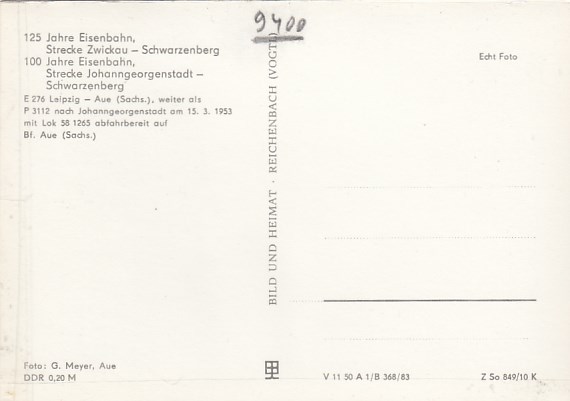 9400
125 Jahre Eisenbahn,
Strecke Zwickau – Schwarzenberg
100 Jahre Eisenbahn,
Strecke Johanngeorgenstadt –
Schwarzenberg
E 276 Leipzig – Aue (Sachs.), weiter als
P 3112 nach Johanngeorgenstadt am 15. 3. 1953
mit Lok 58 1265 abfahrbereit auf
Bf. Aue (Sachs.)
Echt Foto
BILD UND HEIMAT · REICHENBACH (VOGTL)
Foto: G. Meyer, Aue
DDR 0,20 M
V 11 50 A 1/B 368/83
Z So 849/10 K